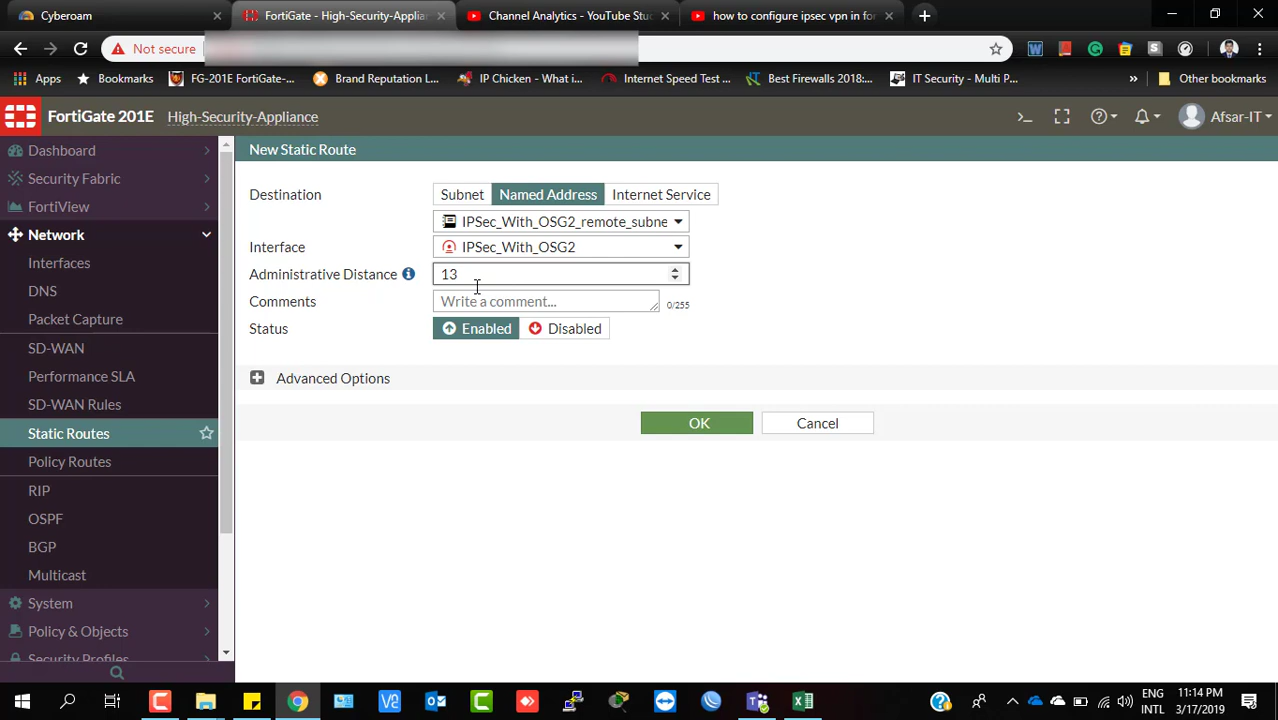 Cyberoam
FortiGate - High-Security-Applian
Channel Analytics - YouTube Stu
how to configure ipsec vpn in for
Not secure
Apps
Bookmarks
FG-201E FortiGate-...
Brand Reputation L...
IP Chicken - What i...
Internet Speed Test ...
Best Firewalls 2018:...
IT Security - Multi P...
»
Other bookmarks
FortiGate 201E
High-Security-Appliance
>_
Afsar-IT
Dashboard
Security Fabric
FortiView
Network
Interfaces
DNS
Packet Capture
SD-WAN
Performance SLA
SD-WAN Rules
Static Routes
Policy Routes
RIP
OSPF
BGP
Multicast
System
Policy & Objects
Security Profiles
New Static Route
Destination
Subnet
Named Address
Internet Service
IPSec_With_OSG2_remote_subne
Interface
IPSec_With_OSG2
Administrative Distance
13
Comments
Write a comment...
0/255
Status
Enabled
Disabled
Advanced Options
OK
Cancel
ENG
INTL
11:14 PM
3/17/2019